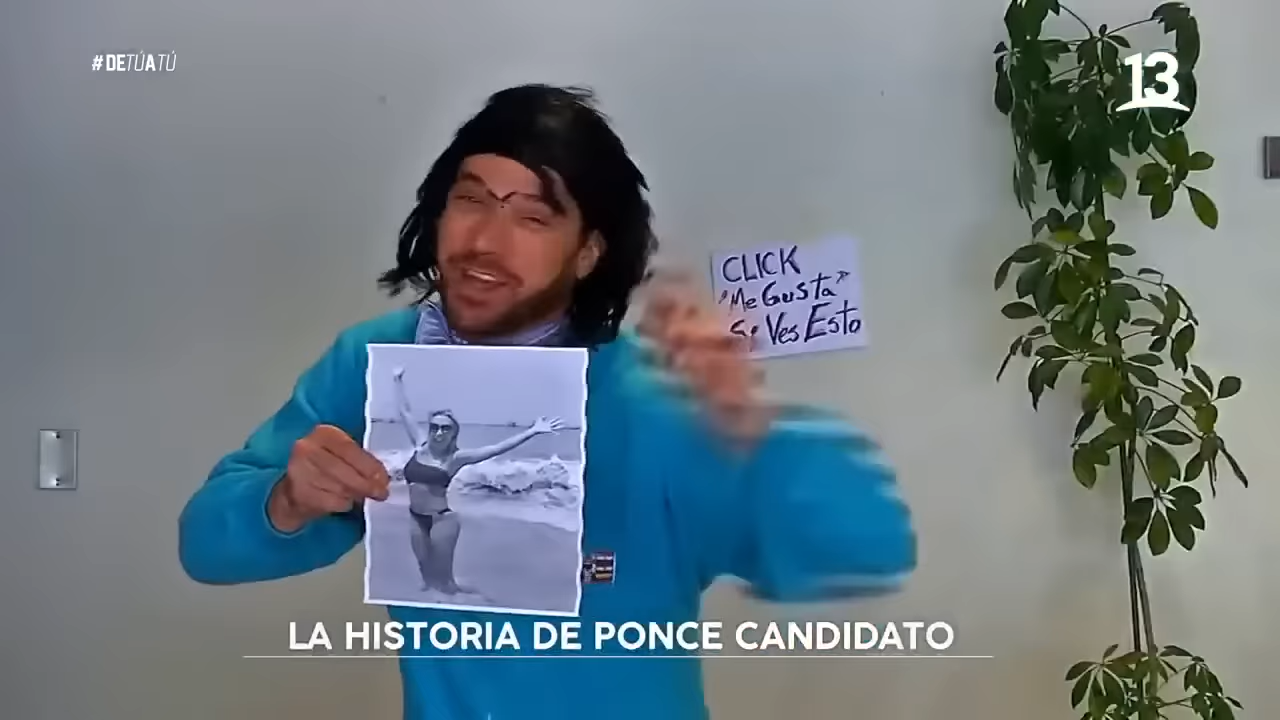 #DETÚATÚ
13
CLICK
"Me Gusta"
Si Ves Esto
LA HISTORIA DE PONCE CANDIDATO